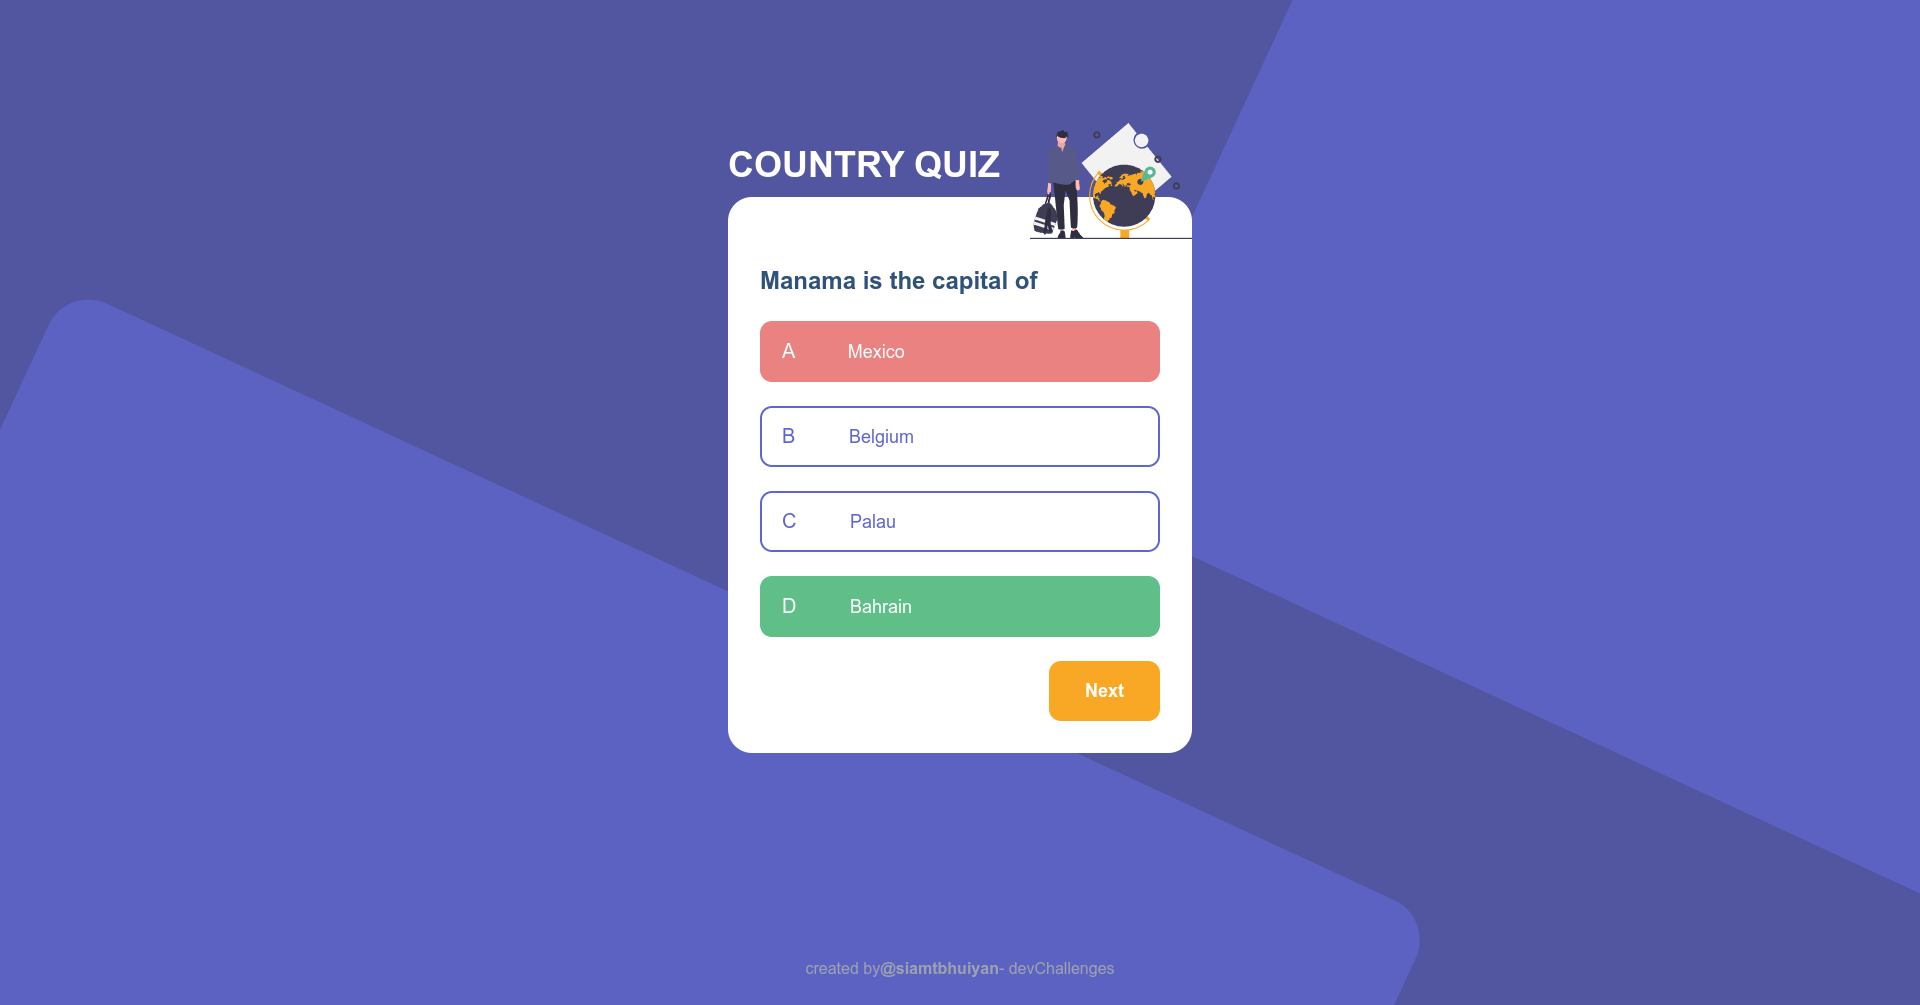 COUNTRY QUIZ
Manama is the capital of
A Mexico
B Belgium
C Palau
D Bahrain
Next
created by@siamtbhuiyan- devChallenges